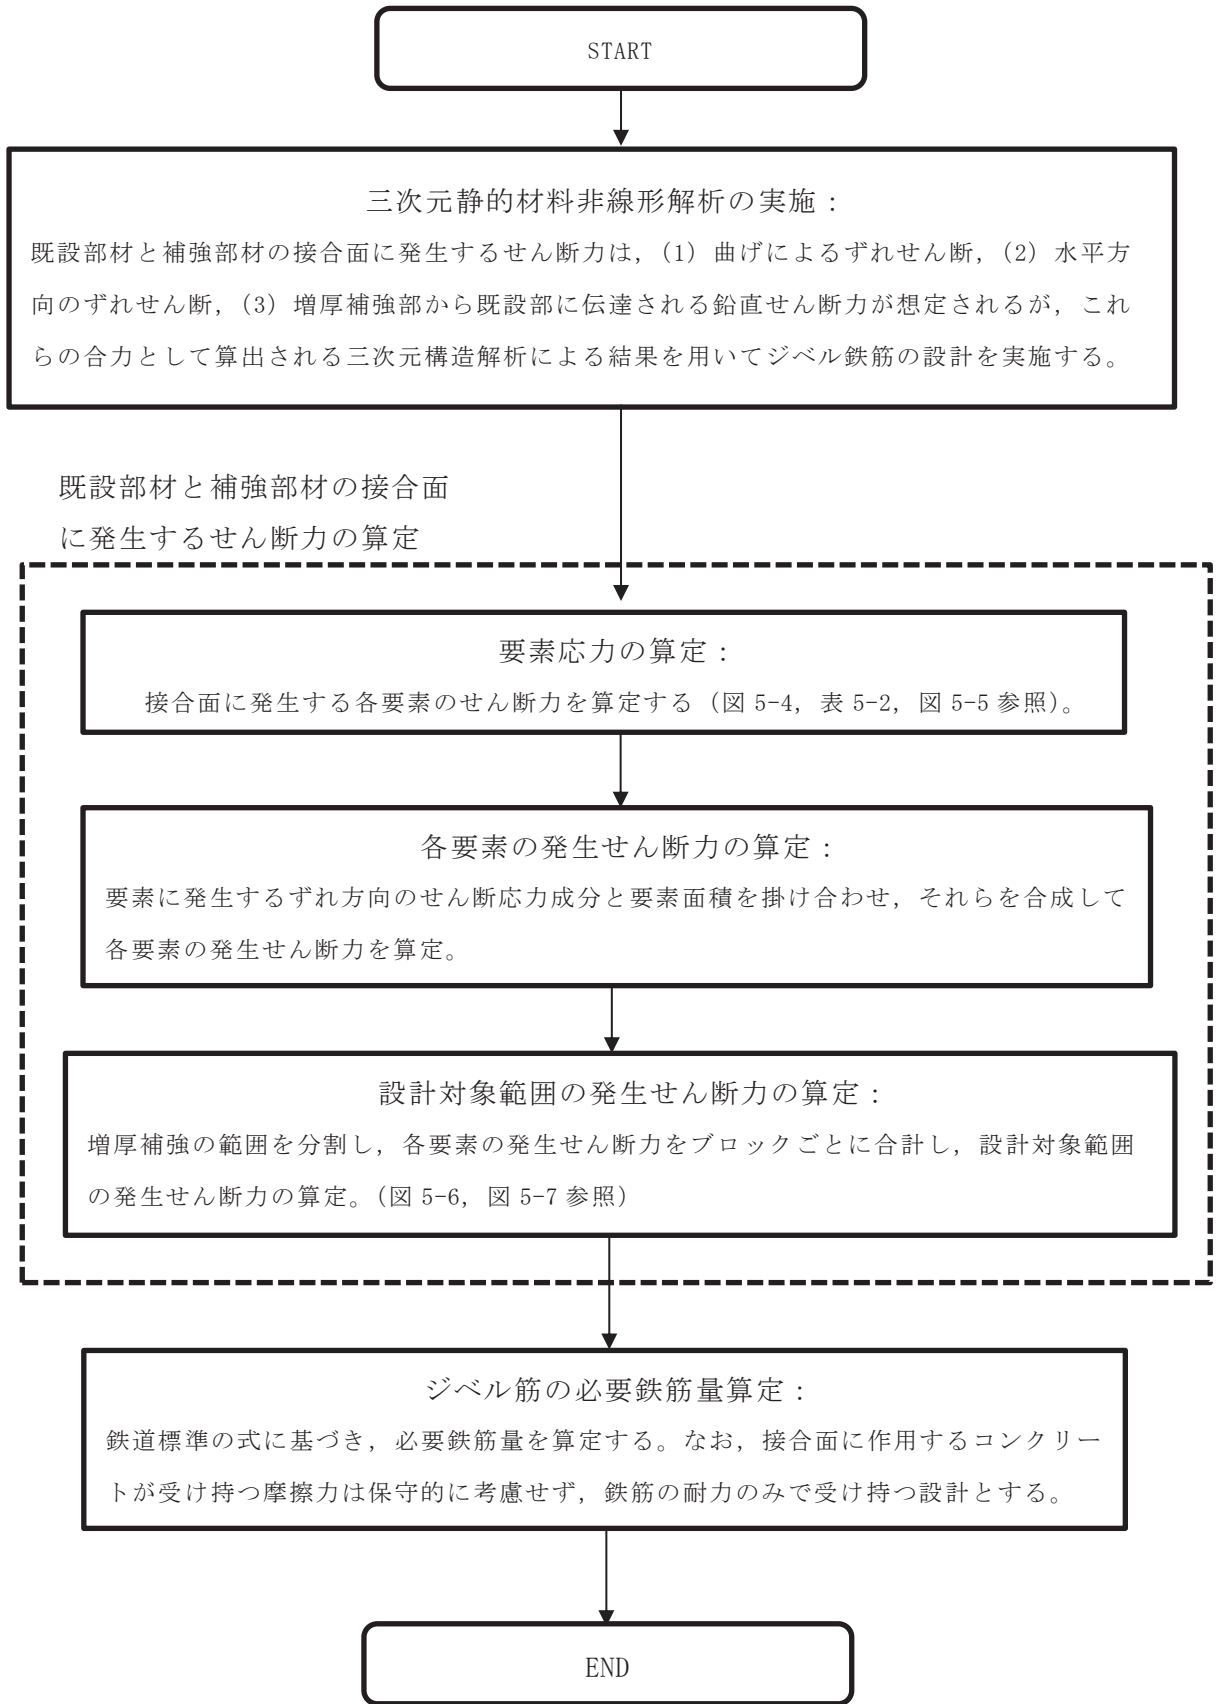 START
三次元静的材料非線形解析の実施：
既設部材と補強部材の接合面に発生するせん断力は，(1) 曲げによるずれせん断，(2) 水平方
向のずれせん断，(3) 増厚補強部から既設部に伝達される鉛直せん断力が想定されるが，これ
らの合力として算出される三次元構造解析による結果を用いてジベル鉄筋の設計を実施する。
既設部材と補強部材の接合面
に発生するせん断力の算定
要素応力の算定：
接合面に発生する各要素のせん断力を算定する（図 5-4，表 5-2，図 5-5 参照）。
各要素の発生せん断力の算定：
要素に発生するずれ方向のせん断応力成分と要素面積を掛け合わせ，それらを合成して
各要素の発生せん断力を算定。
設計対象範囲の発生せん断力の算定：
増厚補強の範囲を分割し，各要素の発生せん断力をブロックごとに合計し，設計対象範囲
の発生せん断力の算定。（図 5-6，図 5-7 参照）
ジベル筋の必要鉄筋量算定：
鉄道標準の式に基づき，必要鉄筋量を算定する。なお，接合面に作用するコンクリー
トが受け持つ摩擦力は保守的に考慮せず，鉄筋の耐力のみで受け持つ設計とする。
END